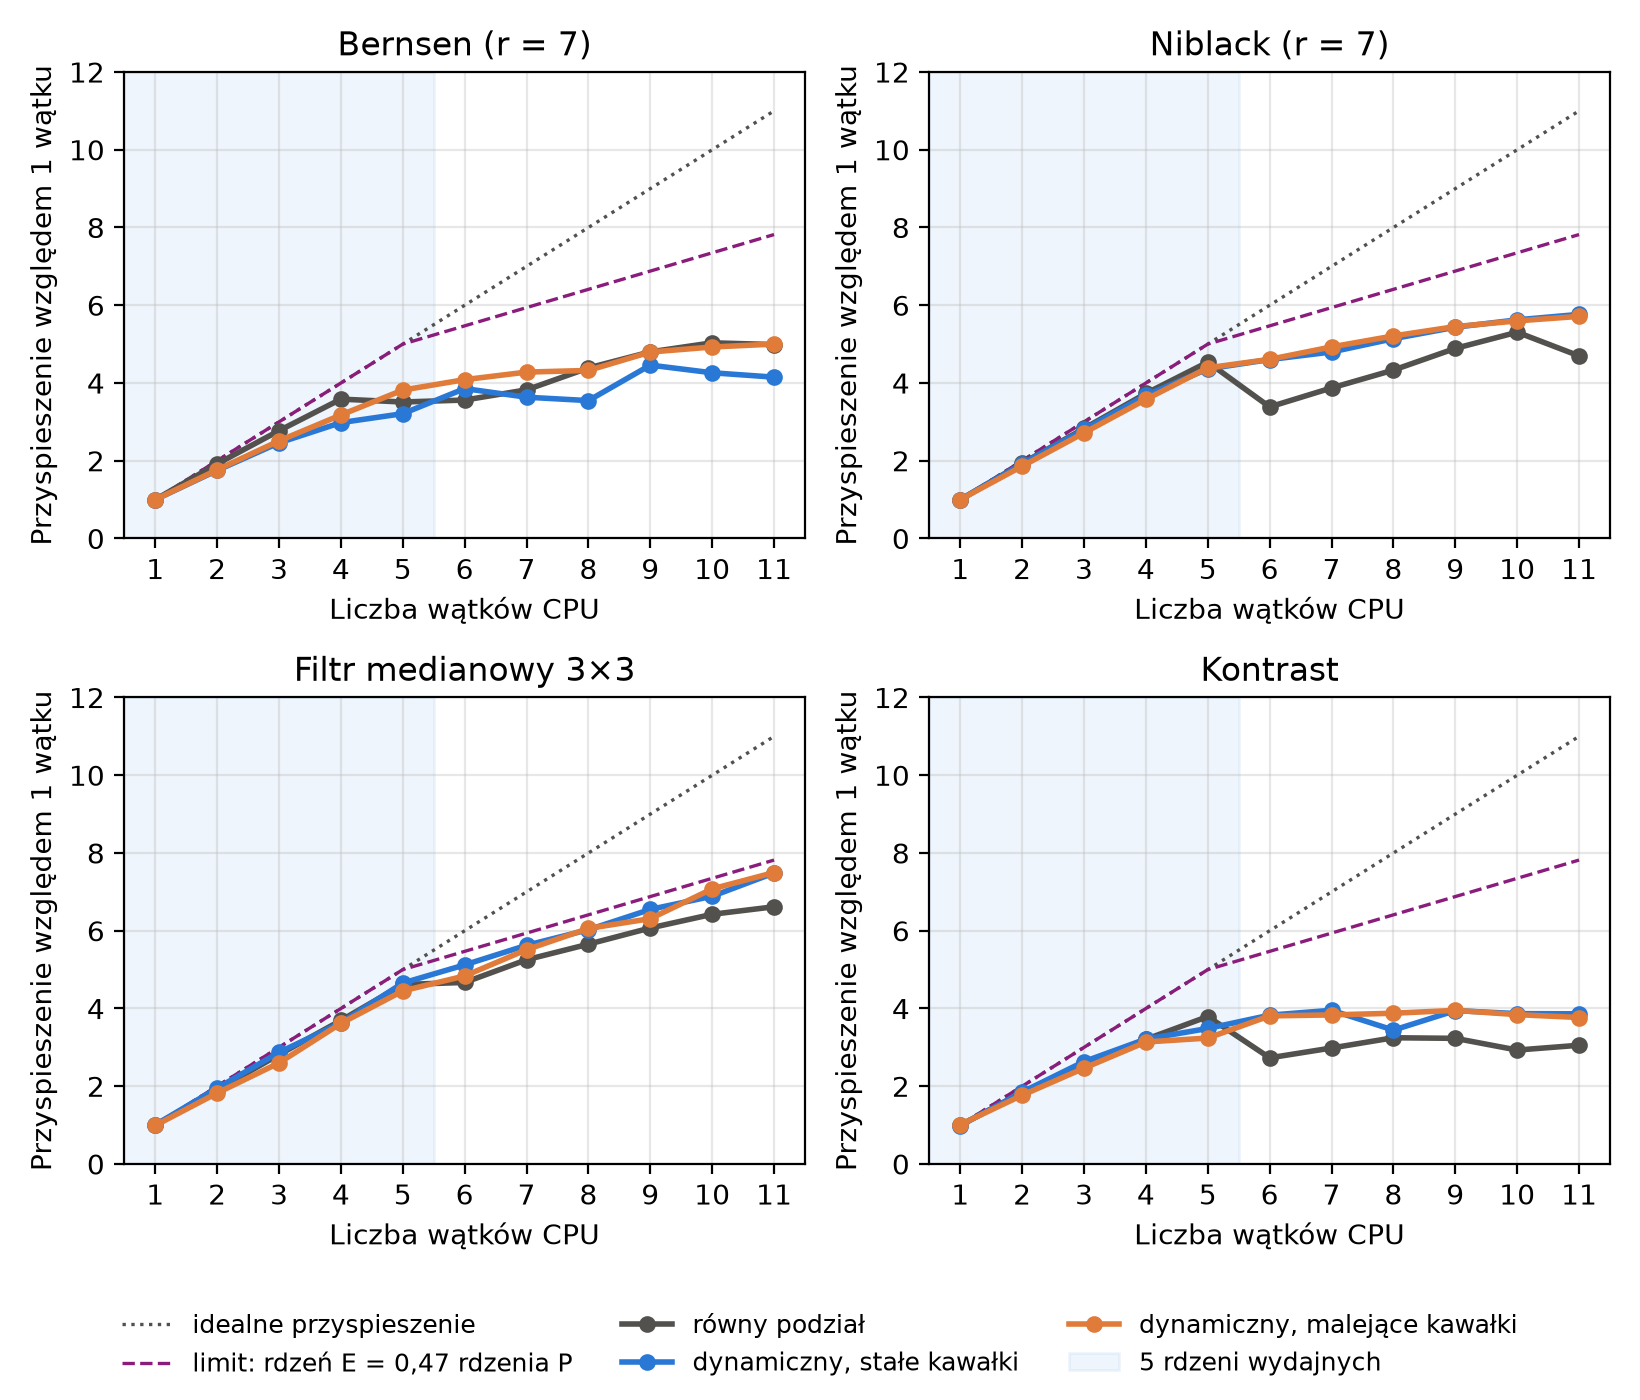 Bernsen (r = 7)
Przyspieszenie względem 1 wątku
12
10
8
6
4
2
0
1 2 3 4 5 6 7 8 9 10 11
Liczba wątków CPU
Niblack (r = 7)
Przyspieszenie względem 1 wątku
12
10
8
6
4
2
0
1 2 3 4 5 6 7 8 9 10 11
Liczba wątków CPU
Filtr medianowy 3×3
Przyspieszenie względem 1 wątku
12
10
8
6
4
2
0
1 2 3 4 5 6 7 8 9 10 11
Liczba wątków CPU
Kontrast
Przyspieszenie względem 1 wątku
12
10
8
6
4
2
0
1 2 3 4 5 6 7 8 9 10 11
Liczba wątków CPU
idealne przyspieszenie
limit: rdzeń E = 0,47 rdzenia P
równy podział
dynamiczny, stałe kawałki
dynamiczny, malejące kawałki
5 rdzeni wydajnych